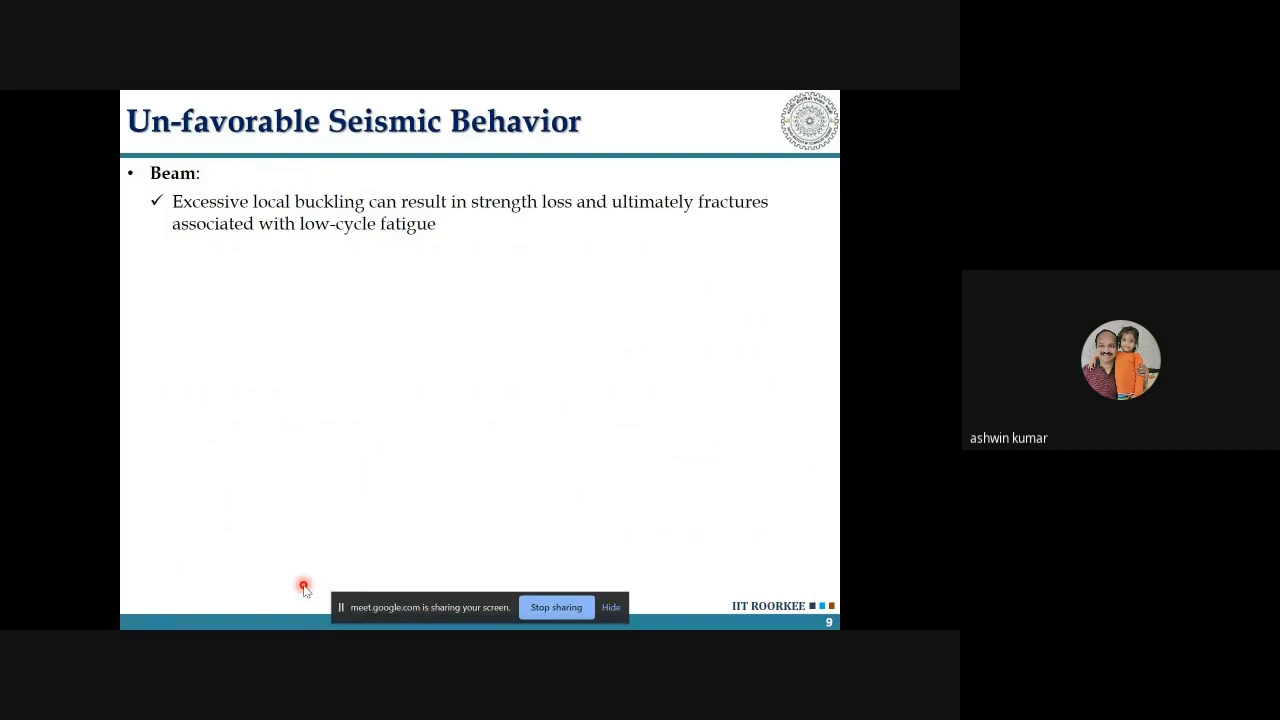 Un-favorable Seismic Behavior
• Beam:
✓ Excessive local buckling can result in strength loss and ultimately fractures
associated with low-cycle fatigue
ashwin kumar
meet.google.com is sharing your screen. Stop sharing Hide
IIT ROORKEE
9